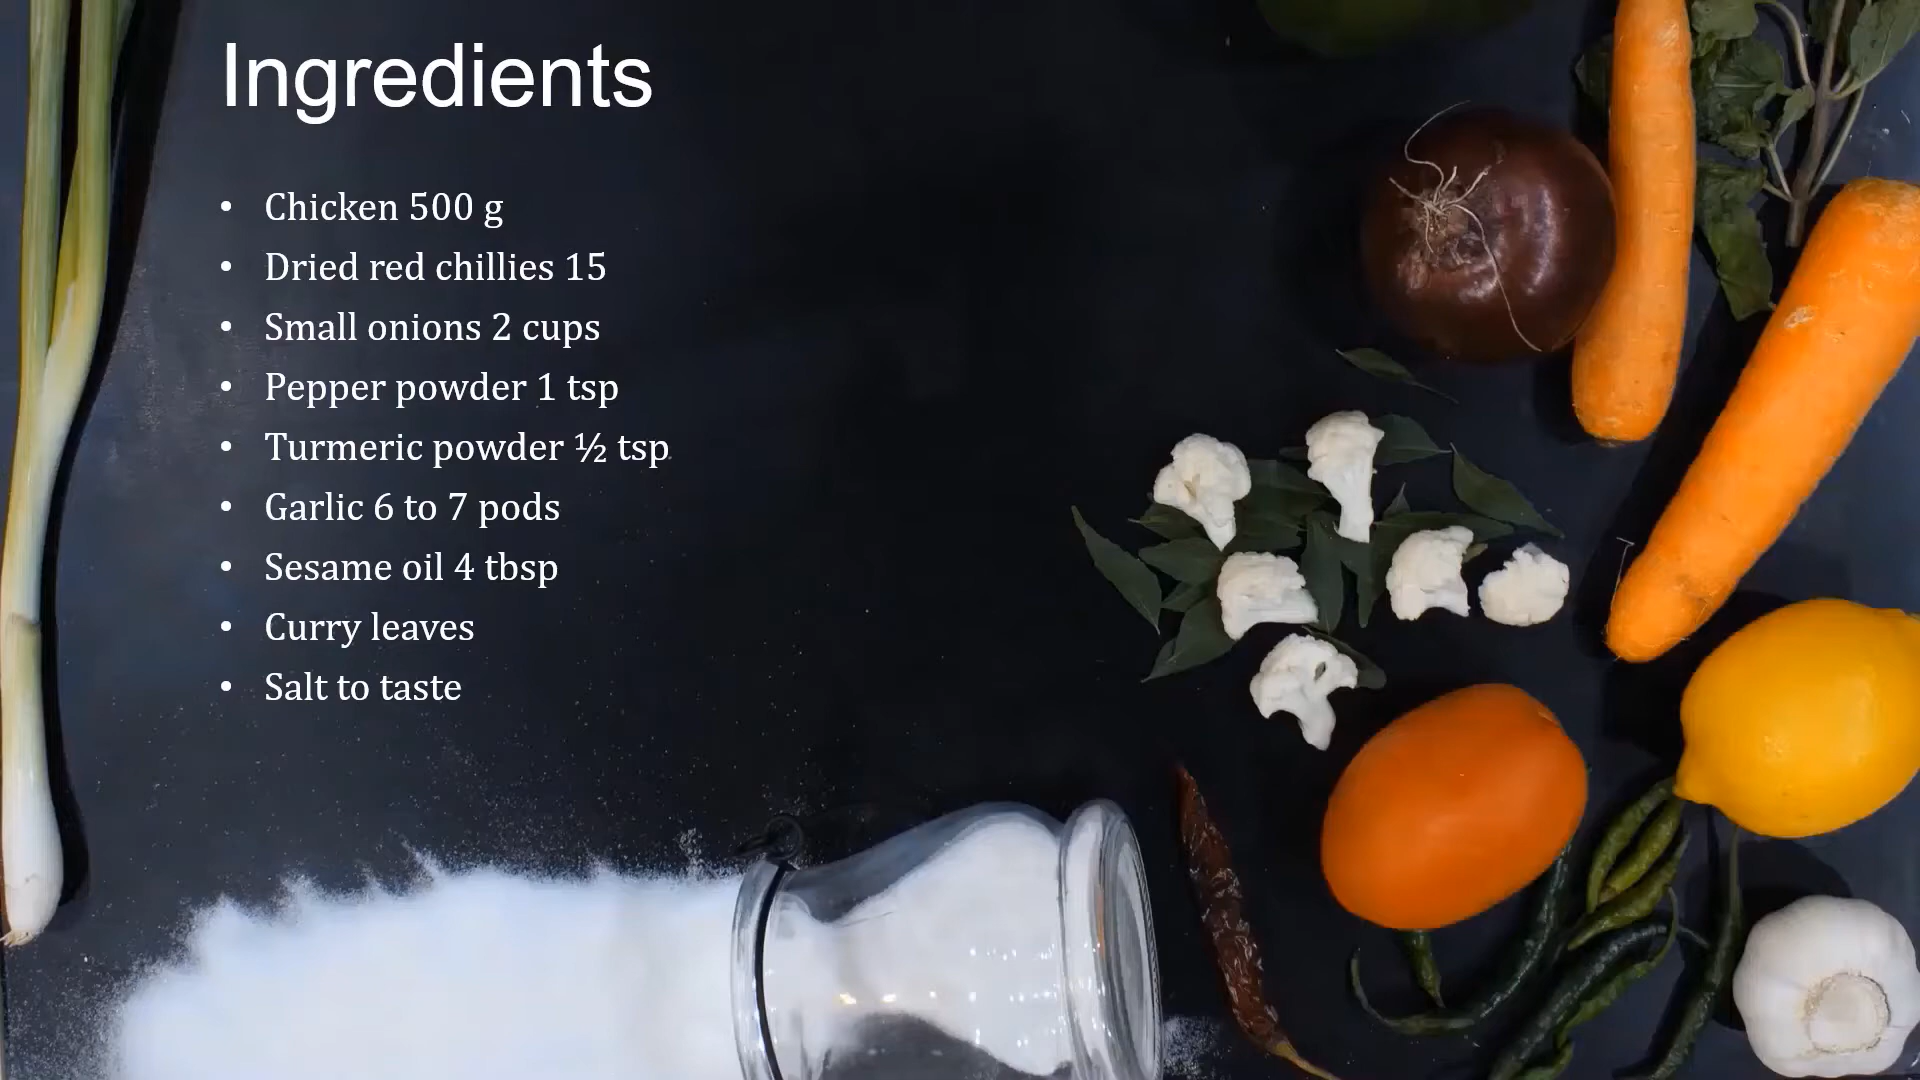 Ingredients
• Chicken 500 g
• Dried red chillies 15
• Small onions 2 cups
• Pepper powder 1 tsp
• Turmeric powder ½ tsp
• Garlic 6 to 7 pods
• Sesame oil 4 tbsp
• Curry leaves
• Salt to taste